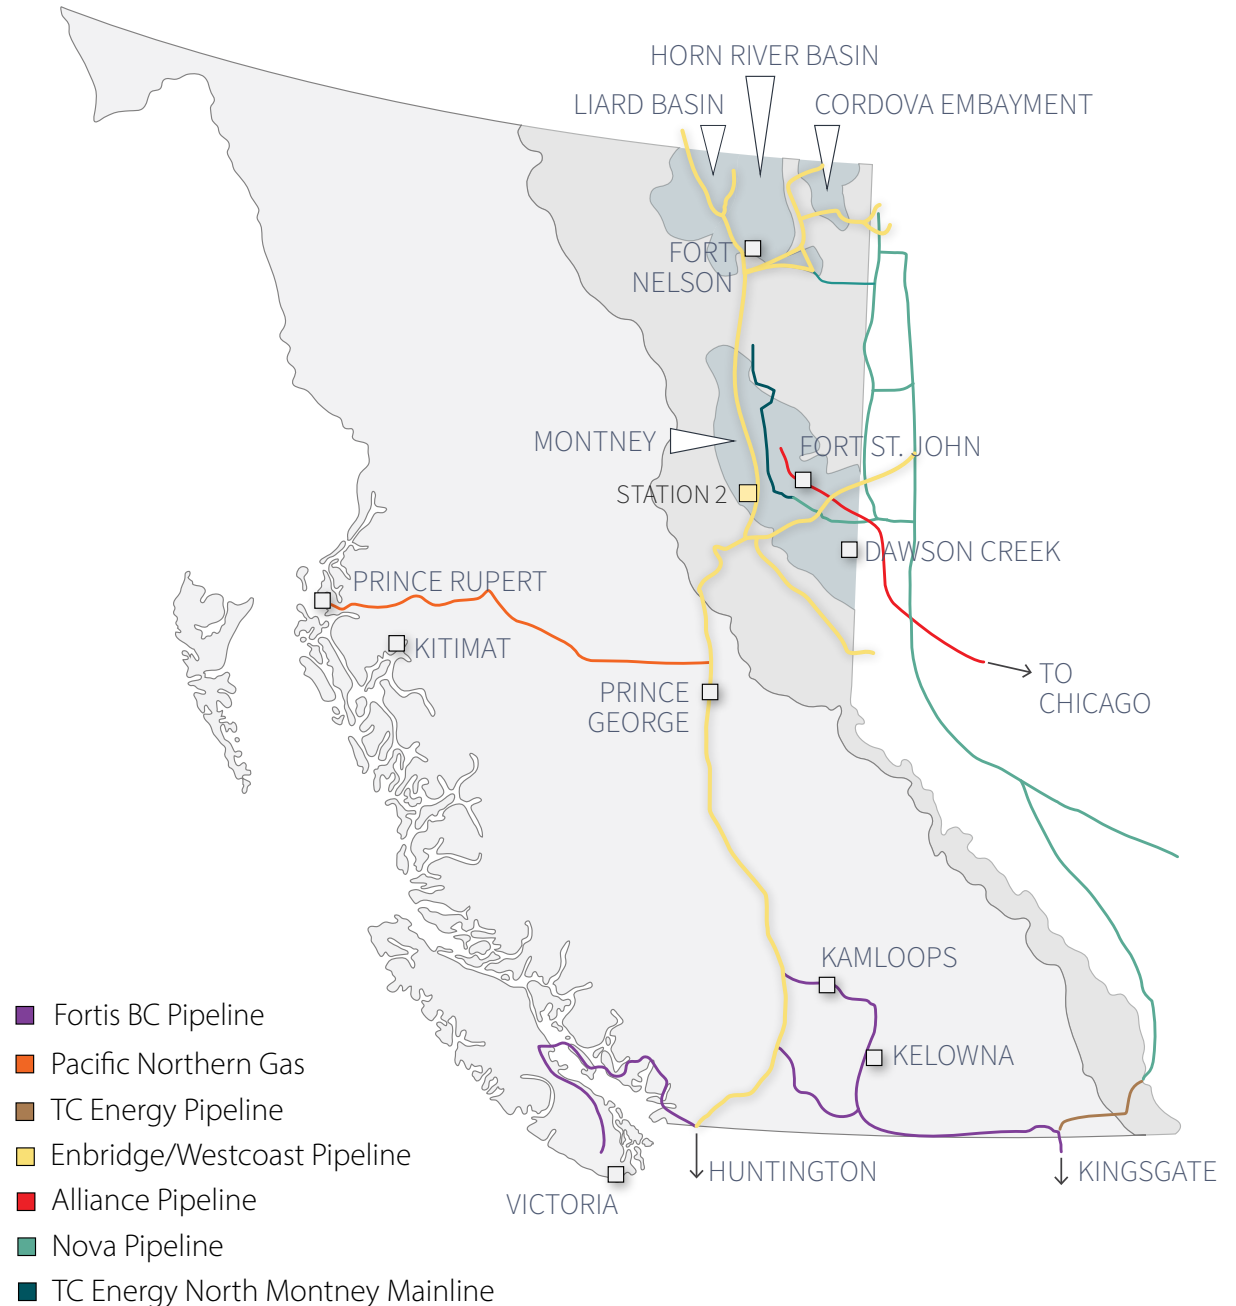 HORN RIVER BASIN
LIARD BASIN
CORDOVA EMBAYMENT
FORT
NELSON
MONTNEY
FORT ST. JOHN
STATION 2
DAWSON CREEK
PRINCE RUPERT
KITIMAT
TO
CHICAGO
PRINCE
GEORGE
KAMLOOPS
KELOWNA
HUNTINGTON
KINGSGATE
VICTORIA
Fortis BC Pipeline
Pacific Northern Gas
TC Energy Pipeline
Enbridge/Westcoast Pipeline
Alliance Pipeline
Nova Pipeline
TC Energy North Montney Mainline